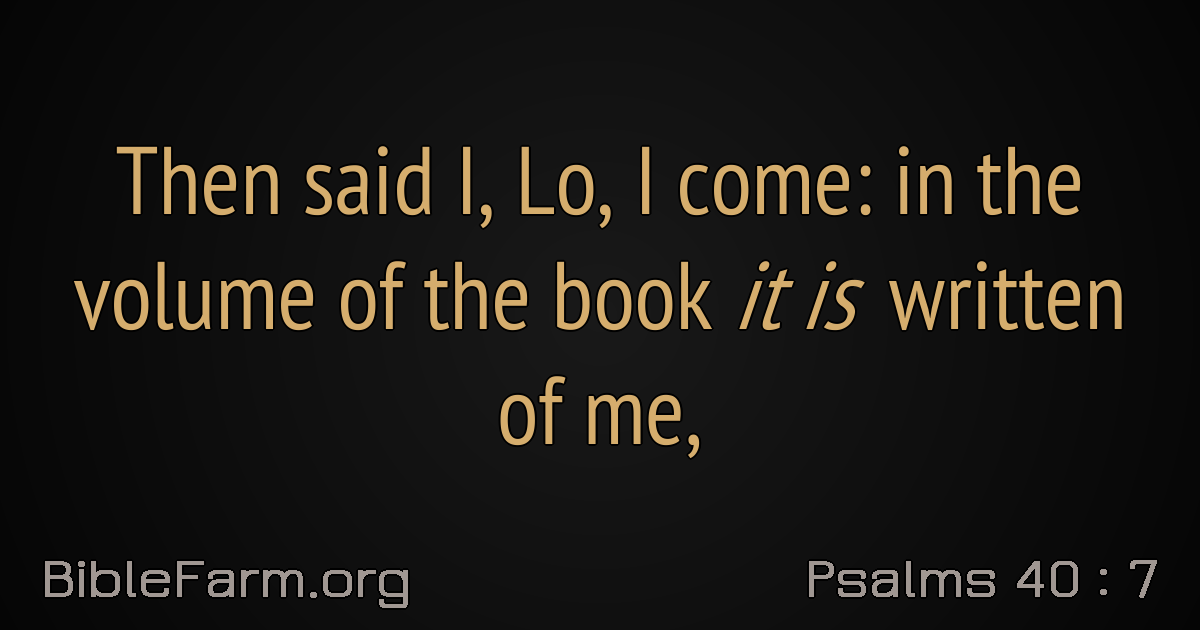 Then said I, Lo, I come: in the
volume of the book it is written
of me,
BibleFarm.org
Psalms 40 : 7